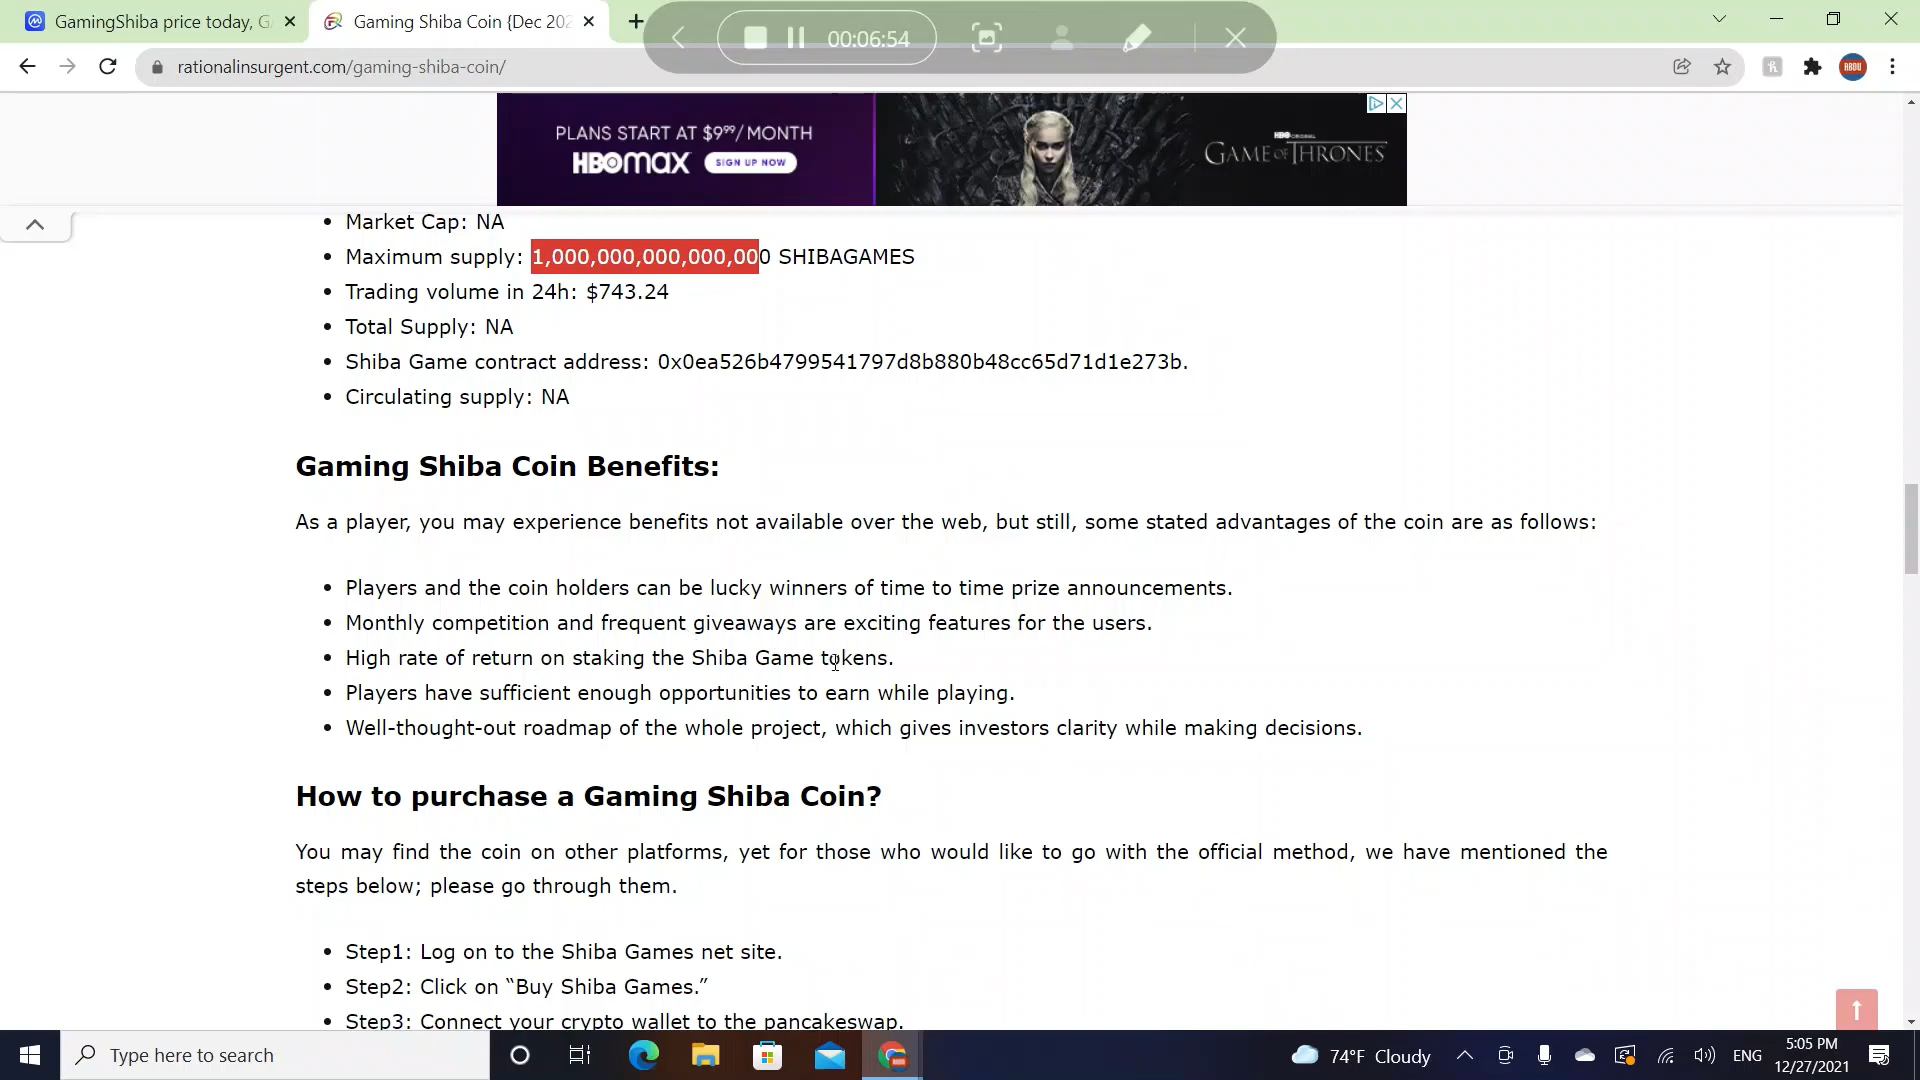 GamingShiba price today, G
Gaming Shiba Coin {Dec 202
00:06:54
rationalinsurgent.com/gaming-shiba-coin/
ABDU
PLANS START AT $9⁹⁹/MONTH
HBOMAX SIGN UP NOW
HBO ORIGINAL
GAME OF THRONES
Market Cap: NA
Maximum supply: 1,000,000,000,000,000 SHIBAGAMES
Trading volume in 24h: $743.24
Total Supply: NA
Shiba Game contract address: 0x0ea526b4799541797d8b880b48cc65d71d1e273b.
Circulating supply: NA
Gaming Shiba Coin Benefits:
As a player, you may experience benefits not available over the web, but still, some stated advantages of the coin are as follows:
Players and the coin holders can be lucky winners of time to time prize announcements.
Monthly competition and frequent giveaways are exciting features for the users.
High rate of return on staking the Shiba Game tokens.
Players have sufficient enough opportunities to earn while playing.
Well-thought-out roadmap of the whole project, which gives investors clarity while making decisions.
How to purchase a Gaming Shiba Coin?
You may find the coin on other platforms, yet for those who would like to go with the official method, we have mentioned the
steps below; please go through them.
Step1: Log on to the Shiba Games net site.
Step2: Click on “Buy Shiba Games.”
Step3: Connect your crypto wallet to the pancakeswap.
Type here to search
74°F Cloudy
ENG
5:05 PM
12/27/2021